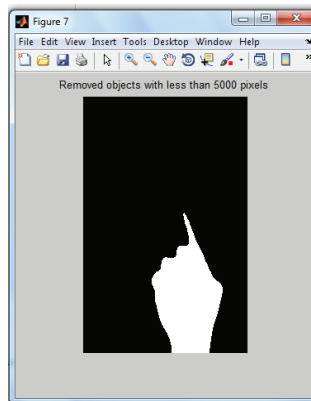 Figure 7
File Edit View Insert Tools Desktop Window Help
Removed objects with less than 5000 pixels